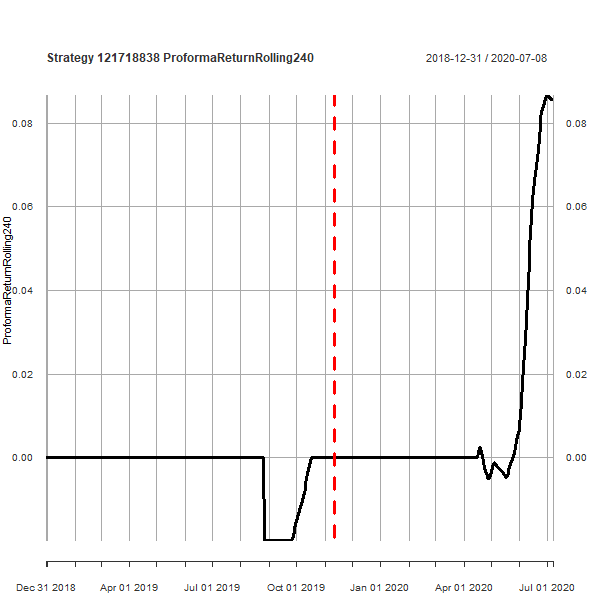 Strategy 121718838 ProformaReturnRolling240
2018-12-31 / 2020-07-08
ProformaReturnRolling240
0.08
0.06
0.04
0.02
0.00
0.08
0.06
0.04
0.02
0.00
Dec 31 2018
Apr 01 2019
Jul 01 2019
Oct 01 2019
Jan 01 2020
Apr 01 2020
Jul 01 2020